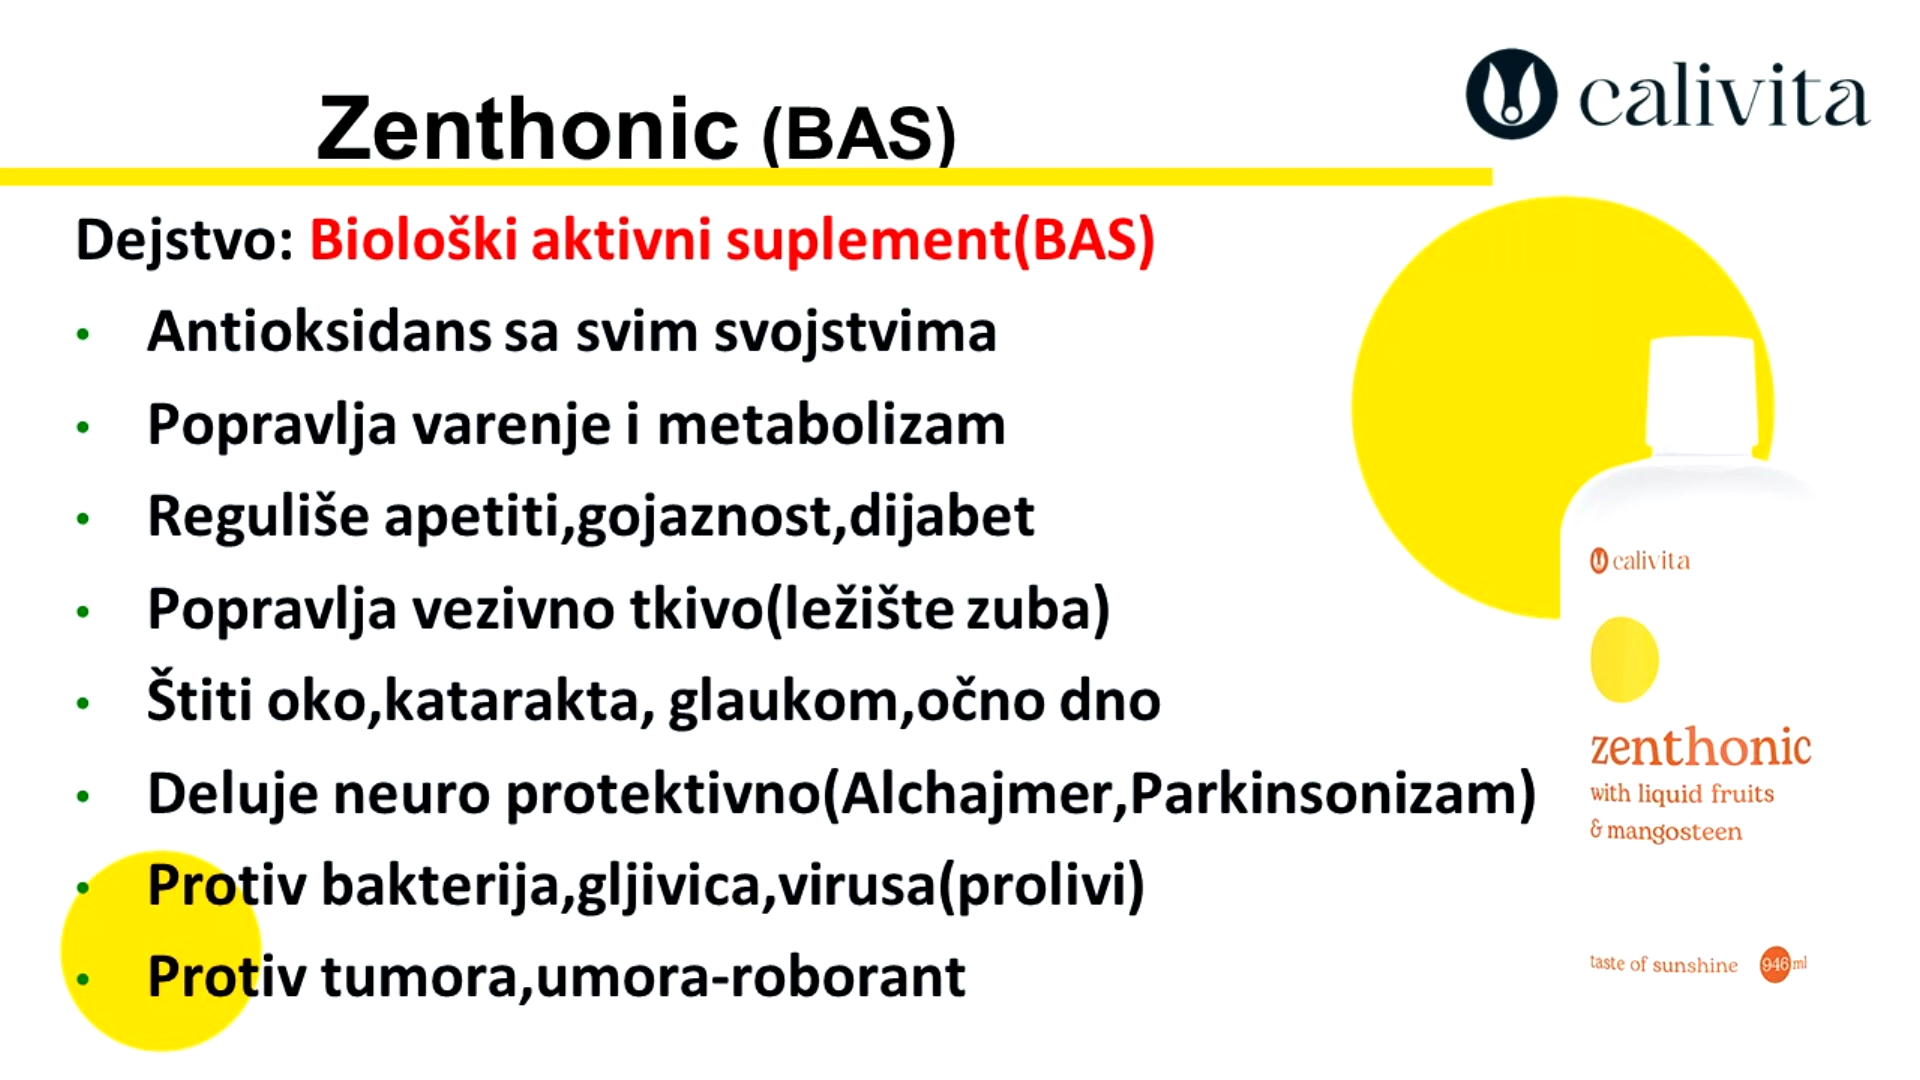 calivita
Zenthonic (BAS)
Dejstvo: Biološki aktivni suplement(BAS)
• Antioksidans sa svim svojstvima
• Popravlja varenje i metabolizam
• Reguliše apetiti,gojaznost,dijabet
• Popravlja vezivno tkivo(ležište zuba)
• Štiti oko,katarakta, glaukom,očno dno
• Deluje neuro protektivno(Alchajmer,Parkinsonizam)
• Protiv bakterija,gljivica,virusa(prolivi)
• Protiv tumora,umora-roborant
calivita
zenthonic
with liquid fruits
& mangosteen
taste of sunshine 946 ml